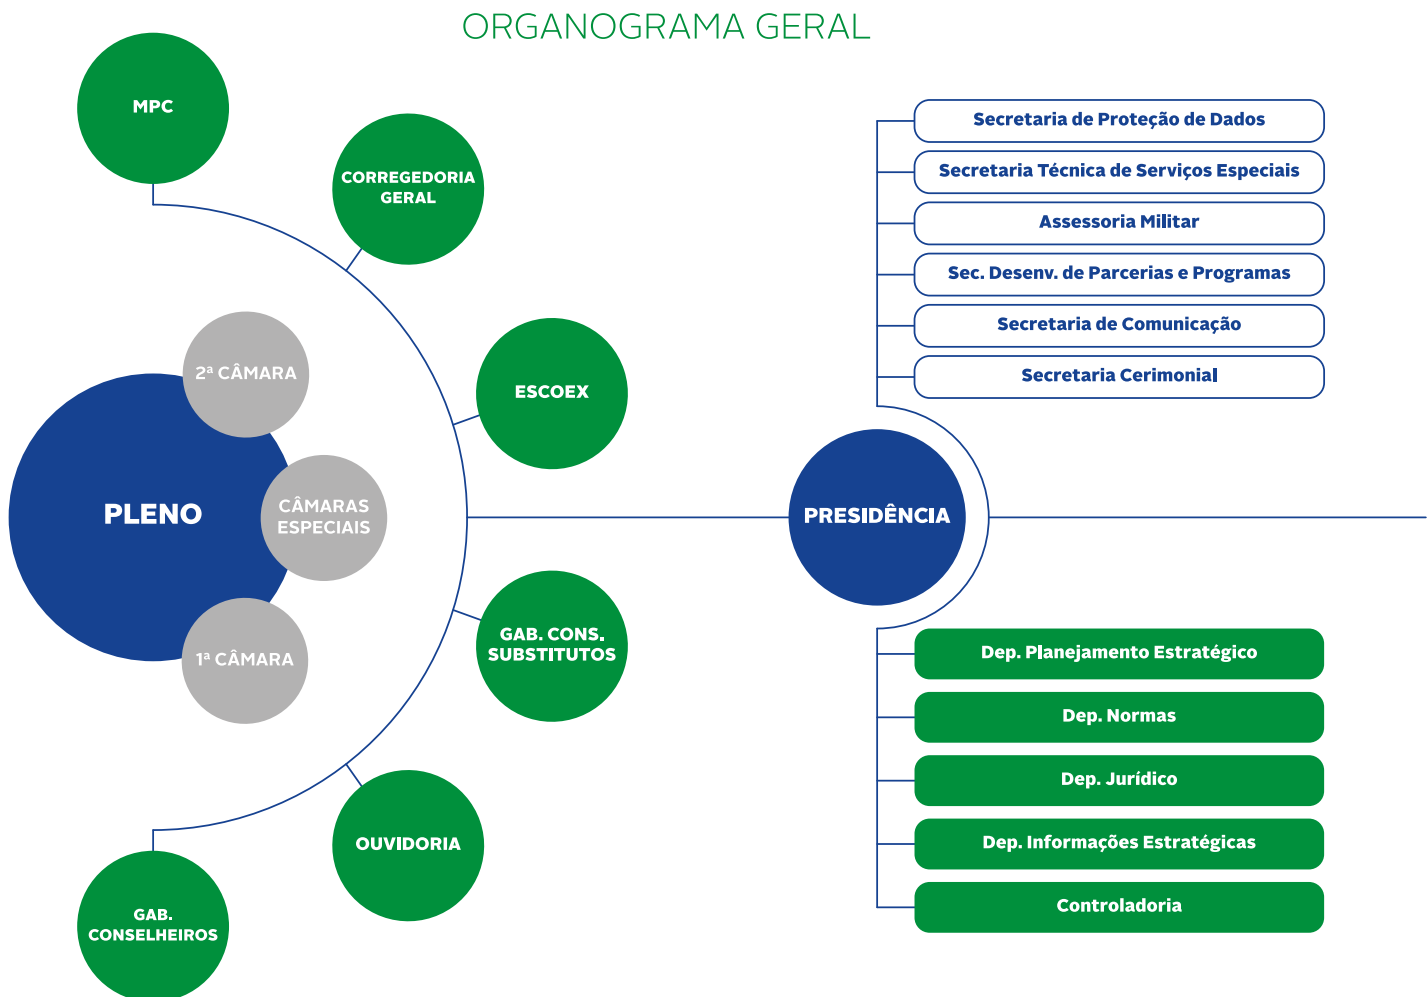 ORGANOGRAMA GERAL
MPC
CORREGEDORIA
GERAL
ESCOEX
2ª CÂMARA
PLENO
CÂMARAS
ESPECIAIS
1ª CÂMARA
GAB. CONS.
SUBSTITUTOS
OUVIDORIA
GAB.
CONSELHEIROS
Secretaria de Proteção de Dados
Secretaria Técnica de Serviços Especiais
Assessoria Militar
Sec. Desenv. de Parcerias e Programas
Secretaria de Comunicação
Secretaria Cerimonial
PRESIDÊNCIA
Dep. Planejamento Estratégico
Dep. Normas
Dep. Jurídico
Dep. Informações Estratégicas
Controladoria